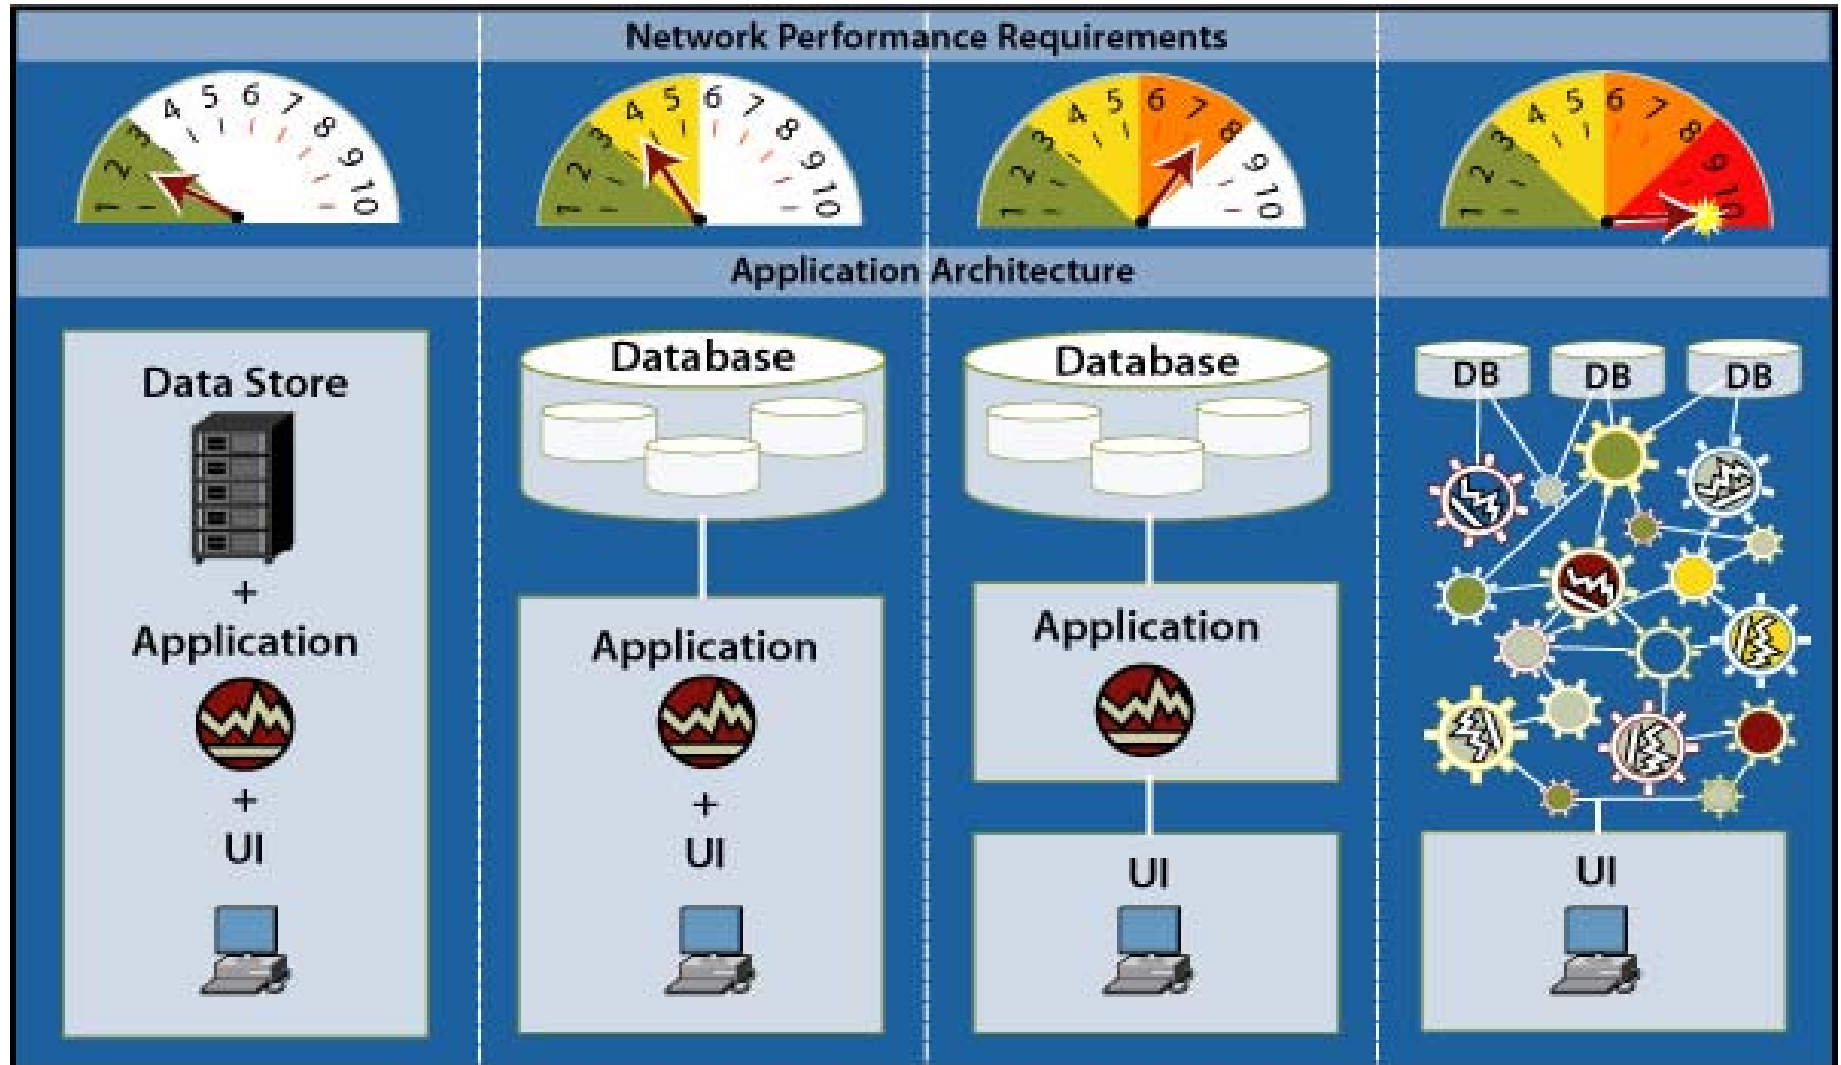 Network Performance Requirements
1 2 3 4 5 6 7 8 9 10
1 2 3 4 5 6 7 8 9 10
1 2 3 4 5 6 7 8 9 10
1 2 3 4 5 6 7 8 9 10
Application Architecture
Data Store
+
Application
+
UI
Database
Application
+
UI
Database
Application
UI
DB DB DB
UI